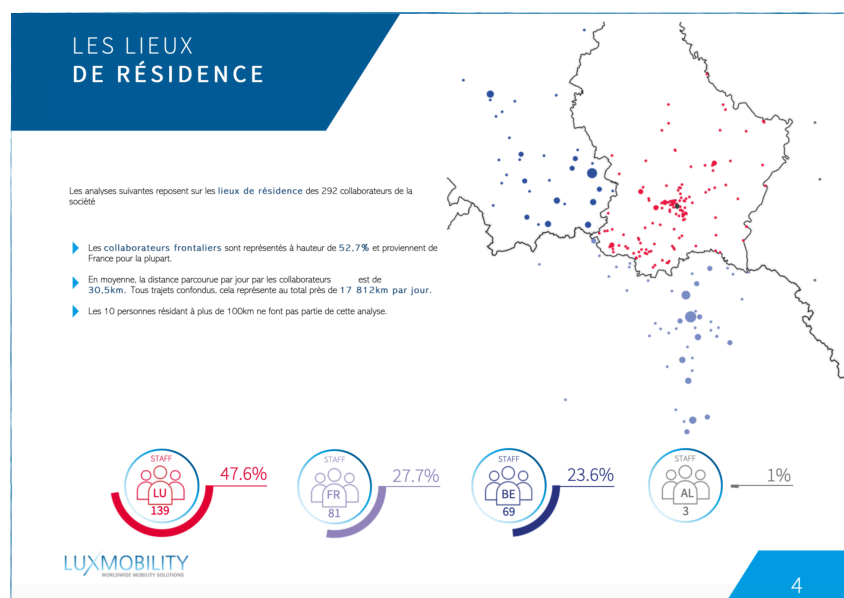 LES LIEUX
DE RÉSIDENCE
Les analyses suivantes reposent sur les lieux de résidence des 292 collaborateurs de la
société
Les collaborateurs frontaliers sont représentés à hauteur de 52,7% et proviennent de
France pour la plupart.
En moyenne, la distance parcourue par jour par les collaborateurs est de
30,5km. Tous trajets confondus, cela représente au total près de 17 812km par jour.
Les 10 personnes résidant à plus de 100km ne font pas partie de cette analyse.
STAFF
LU
139
47.6%
STAFF
FR
81
27.7%
STAFF
BE
69
23.6%
STAFF
AL
3
1%
LUXMOBILITY
WORLDWIDE MOBILITY SOLUTIONS
4